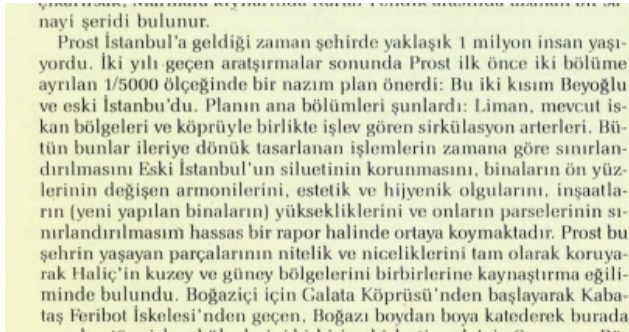 nayi şeridi bulunur.
Prost İstanbul'a geldiği zaman şehirde yaklaşık 1 milyon insan yaşı-
yordu. İki yılı geçen aratşırmalar sonunda Prost ilk önce iki bölüme
ayrılan 1/5000 ölçeğinde bir nazım plan önerdi: Bu iki kısım Beyoğlu
ve eski İstanbu'du. Planın ana bölümleri şunlardı: Liman, mevcut is-
kan bölgeleri ve köprüyle birlikte işlev gören sirkülasyon arterleri. Bü-
tün bunlar ileriye dönük tasarlanan işlemlerin zamana göre sınırlan-
dırılmasını Eski İstanbul'un siluetinin korunmasını, binaların ön yüz-
lerinin değişen armonilerini, estetik ve hijyenik olgularını, inşaatla-
rın (yeni yapılan binaların) yüksekliklerini ve onların parselerinin sı-
nırlandırılmasım hassas bir rapor halinde ortaya koymaktadır. Prost bu
şehrin yaşayan parçalarının nitelik ve niceliklerini tam olarak koruya-
rak Haliç'in kuzey ve güney bölgelerini birbirlerine kaynaştırma eğili-
minde bulundu. Boğaziçi için Galata Köprüsü'nden başlayarak Kaba-
taş Feribot İskelesi'nden geçen, Boğazı boydan boya katederek burada